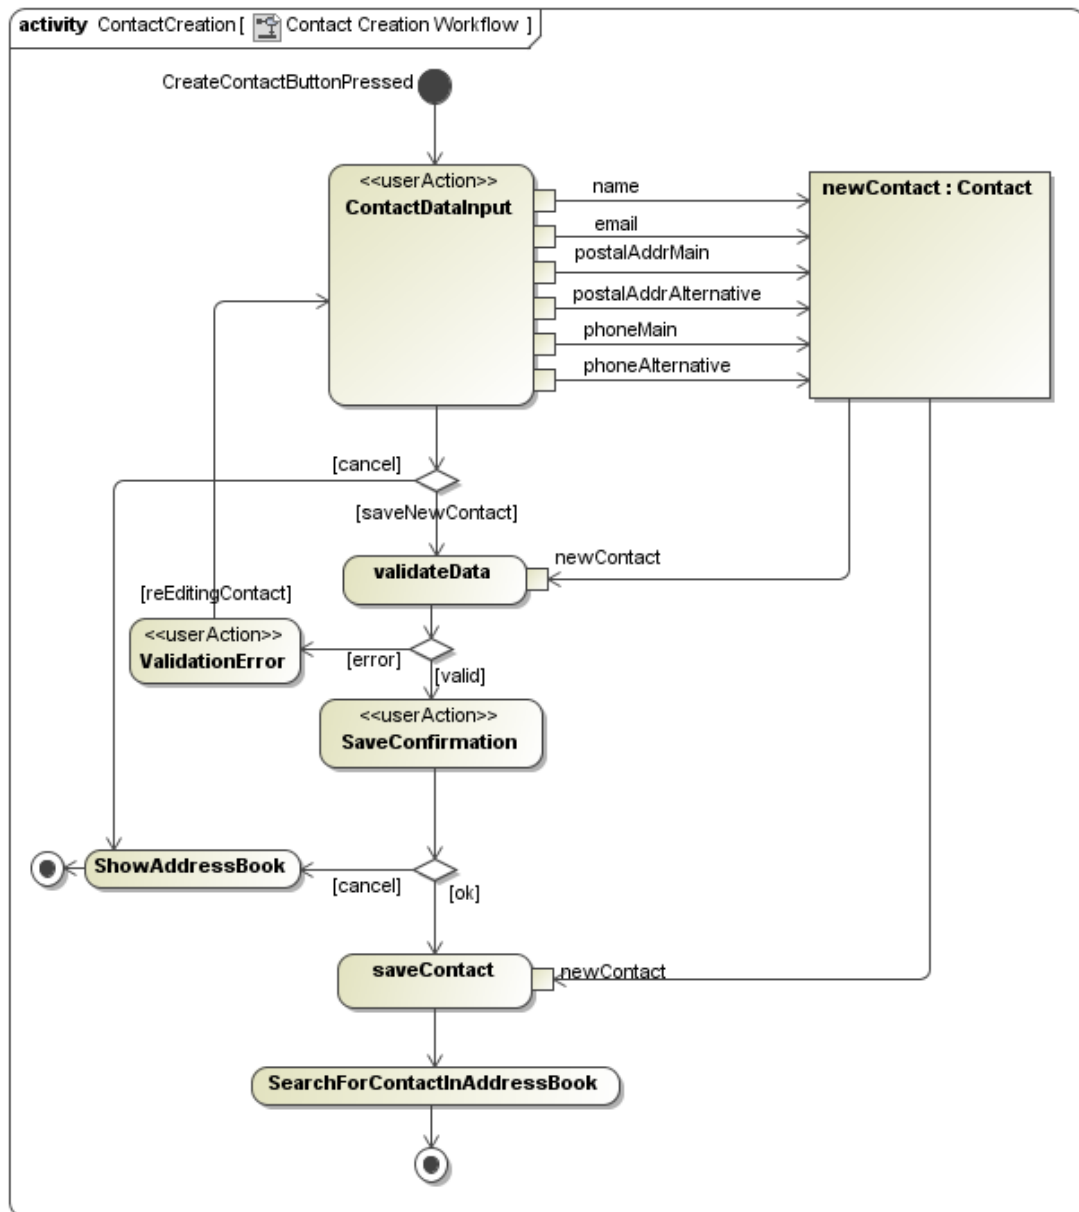 activity ContactCreation [ Contact Creation Workflow ]
CreateContactButtonPressed
<<userAction>>
ContactDataInput
name
email
postalAddrMain
postalAddrAlternative
phoneMain
phoneAlternative
newContact : Contact
[cancel]
[saveNewContact]
validateData
newContact
[reEditingContact]
<<userAction>>
ValidationError
[error]
[valid]
<<userAction>>
SaveConfirmation
ShowAddressBook
[cancel]
[ok]
saveContact
newContact
SearchForContactInAddressBook